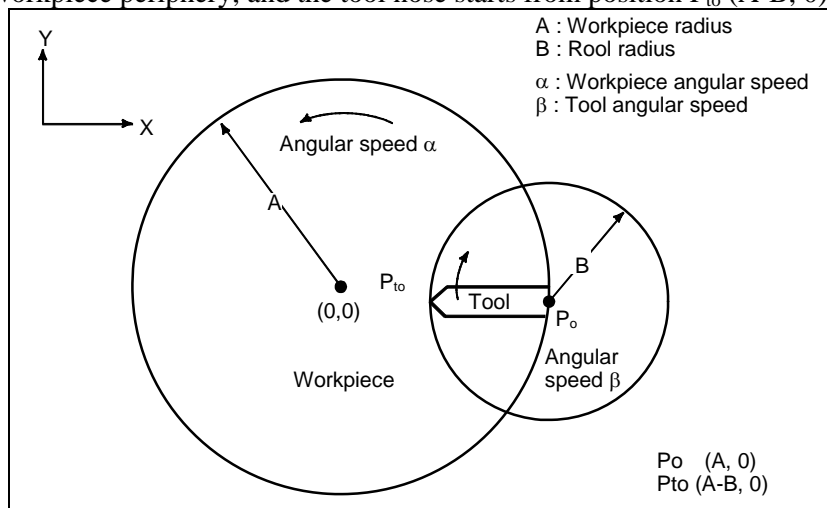 workpiece periphery, and the tool nose starts from position Pto (A-B, 0)
A : Workpiece radius
B : Rool radius
α : Workpiece angular speed
β : Tool angular speed
Y
X
Angular speed α
A
B
Pto
Tool
(0,0)
Po
Workpiece
Angular
speed β
Po (A, 0)
Pto (A-B, 0)